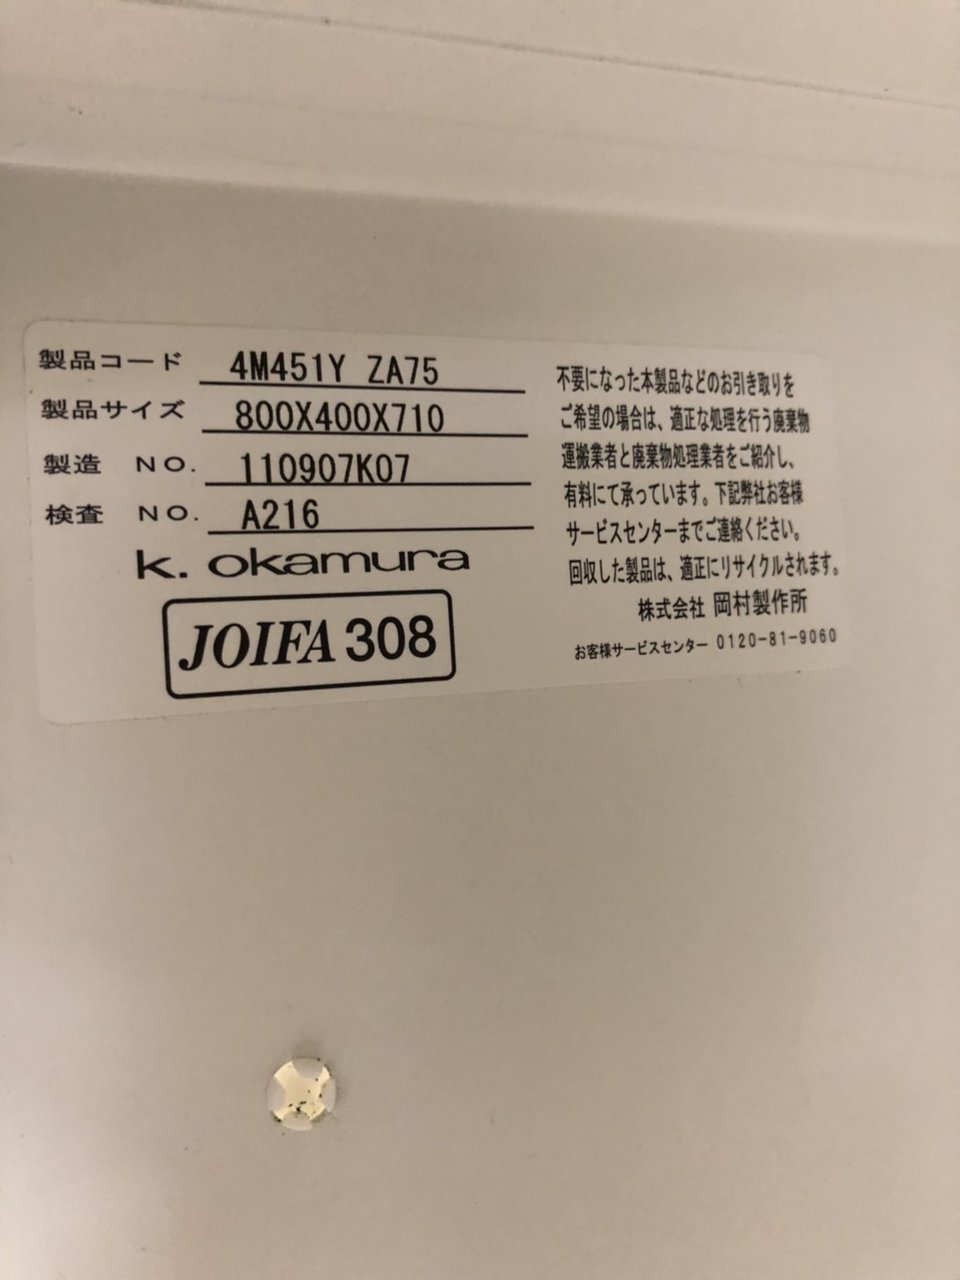 製品コード 4M451Y ZA75
製品サイズ 800X400X710
製造 NO. 110907K07
検査 NO. A216
k. okamura
JOIFA 308
不要になった本製品などのお引き取りを
ご希望の場合は、適正な処理を行う廃棄物
運搬業者と廃棄物処理業者をご紹介し、
有料にて承っています。下記弊社お客様
サービスセンターまでご連絡ください。
回収した製品は、適正にリサイクルされます。
株式会社 岡村製作所
お客様サービスセンター 0120-81-9060